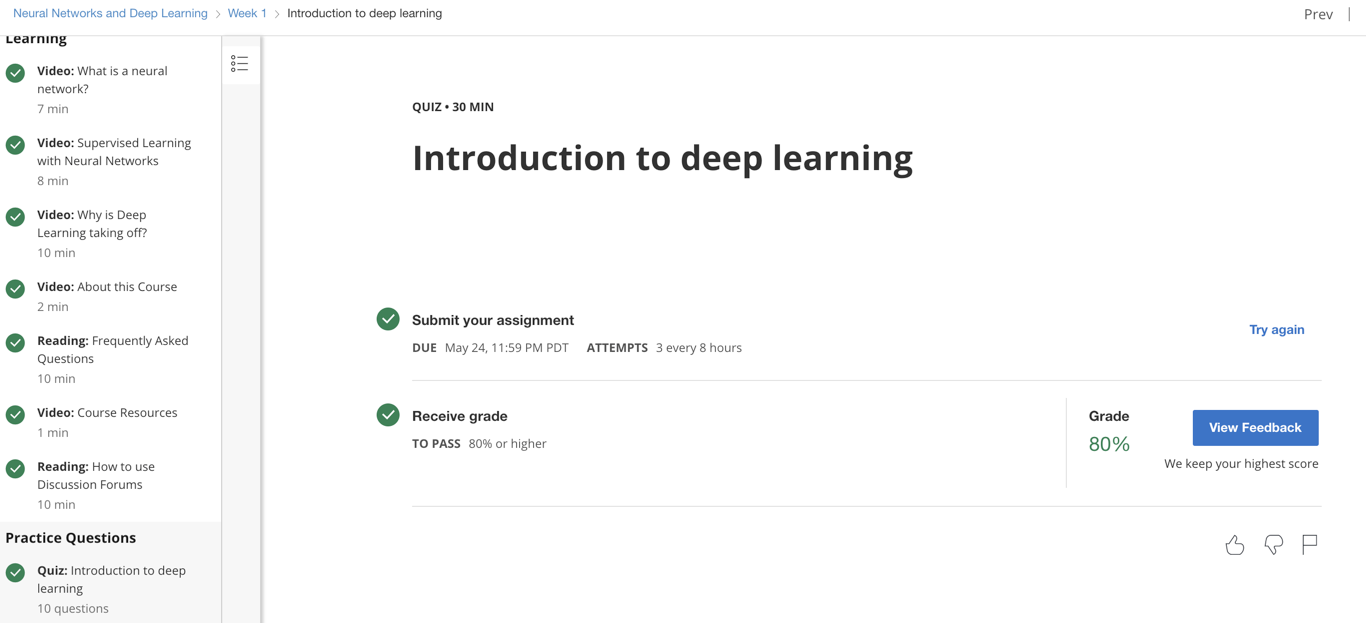 Neural Networks and Deep Learning > Week 1 > Introduction to deep learning
Prev |
Learning
Video: What is a neural
network?
7 min
Video: Supervised Learning
with Neural Networks
8 min
Video: Why is Deep
Learning taking off?
10 min
Video: About this Course
2 min
Reading: Frequently Asked
Questions
10 min
Video: Course Resources
1 min
Reading: How to use
Discussion Forums
10 min
Practice Questions
Quiz: Introduction to deep
learning
10 questions
QUIZ • 30 MIN
Introduction to deep learning
Submit your assignment
DUE May 24, 11:59 PM PDT ATTEMPTS 3 every 8 hours
Try again
Receive grade
TO PASS 80% or higher
Grade
80%
View Feedback
We keep your highest score